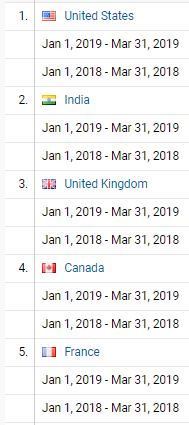 1. United States
Jan 1, 2019 - Mar 31, 2019
Jan 1, 2018 - Mar 31, 2018
2. India
Jan 1, 2019 - Mar 31, 2019
Jan 1, 2018 - Mar 31, 2018
3. United Kingdom
Jan 1, 2019 - Mar 31, 2019
Jan 1, 2018 - Mar 31, 2018
4. Canada
Jan 1, 2019 - Mar 31, 2019
Jan 1, 2018 - Mar 31, 2018
5. France
Jan 1, 2019 - Mar 31, 2019
Jan 1, 2018 - Mar 31, 2018